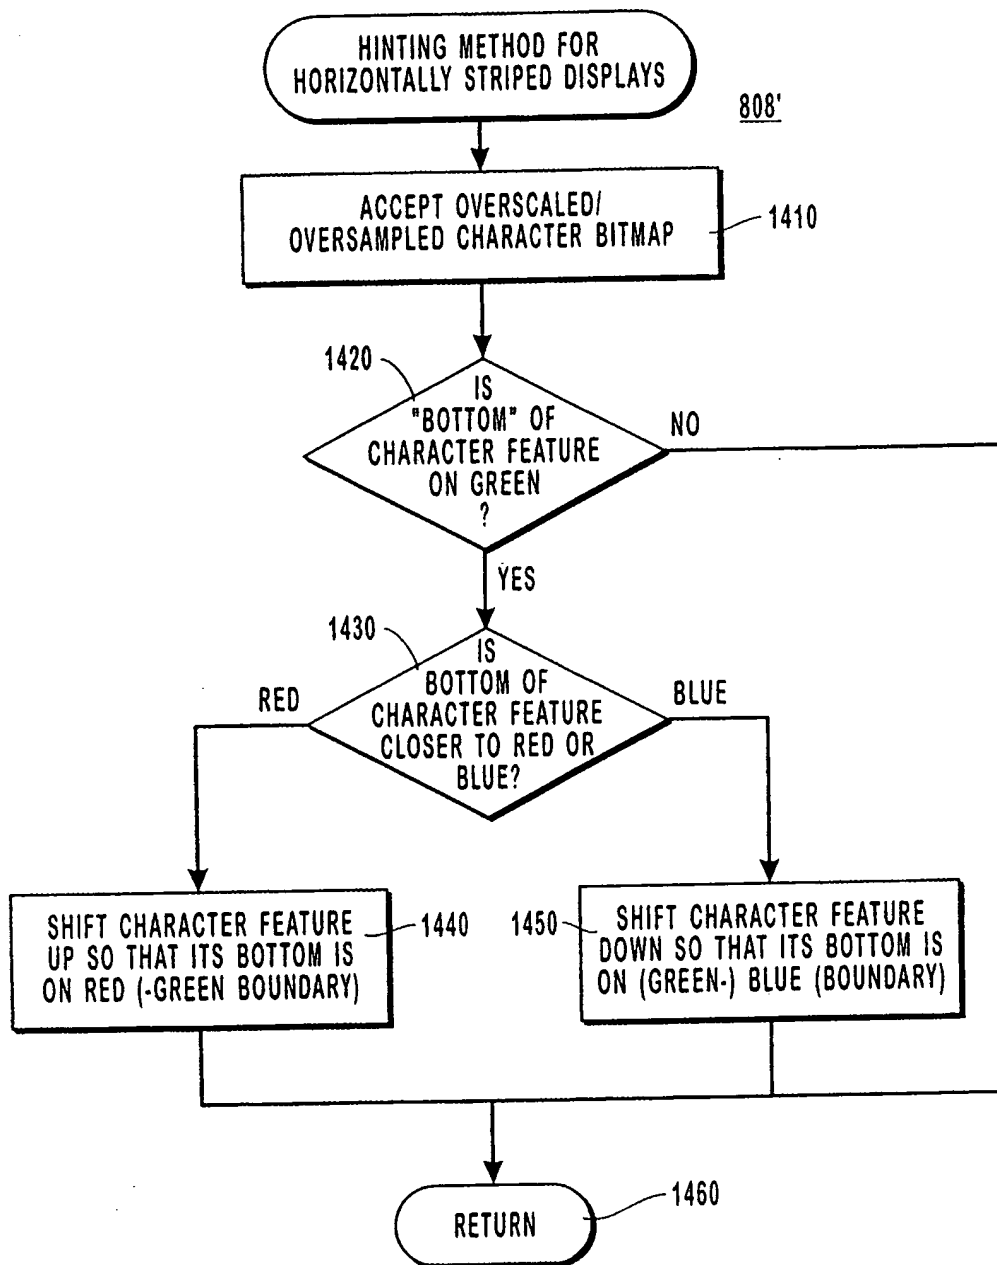 HINTING METHOD FOR
HORIZONTALLY STRIPED DISPLAYS
808'
ACCEPT OVERSCALED/
OVERSAMPLED CHARACTER BITMAP
1410
1420
IS
"BOTTOM" OF
CHARACTER FEATURE
ON GREEN
?
NO
YES
1430
IS
BOTTOM OF
CHARACTER FEATURE
CLOSER TO RED OR
BLUE?
RED
BLUE
SHIFT CHARACTER FEATURE
UP SO THAT ITS BOTTOM IS
ON RED (-GREEN BOUNDARY)
1440
1450
SHIFT CHARACTER FEATURE
DOWN SO THAT ITS BOTTOM IS
ON (GREEN-) BLUE (BOUNDARY)
RETURN
1460